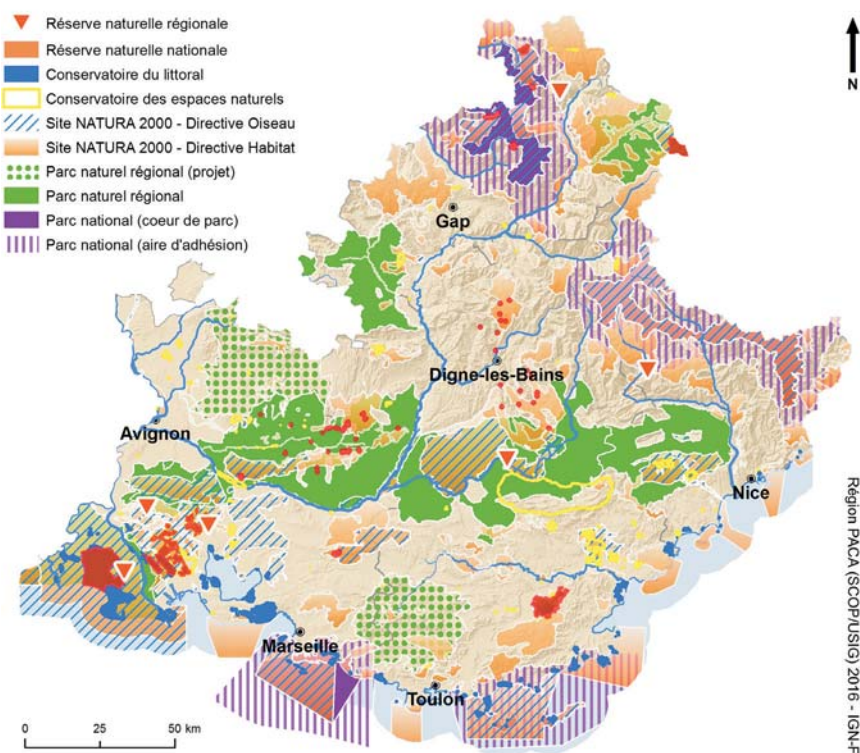 Réserve naturelle régionale
Réserve naturelle nationale
Conservatoire du littoral
Conservatoire des espaces naturels
Site NATURA 2000 - Directive Oiseau
Site NATURA 2000 - Directive Habitat
Parc naturel régional (projet)
Parc naturel régional
Parc national (coeur de parc)
Parc national (aire d'adhésion)
N
Gap
Digne-les-Bains
Avignon
Nice
Marseille
Toulon
0 25 50 km
Région PACA (SCOP/USIG) 2016 - IGN-F